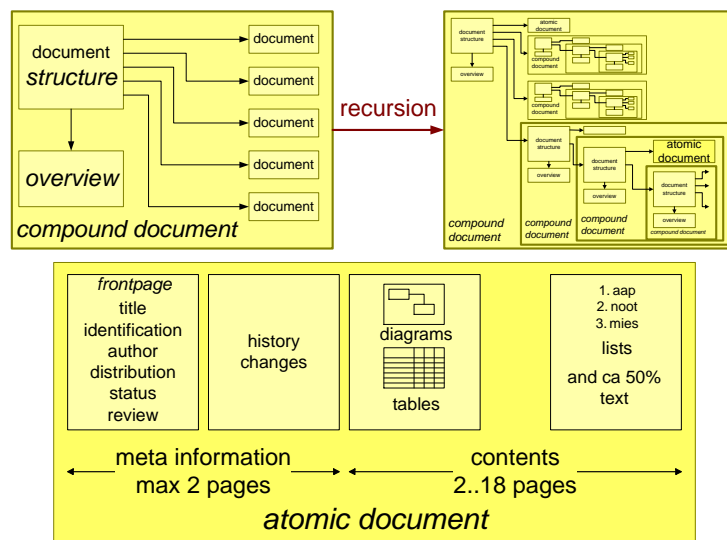 document
structure
overview
document
document
document
document
document
compound document
recursion
document
structure
overview
atomic
document
compound
document
compound
document
document
structure
overview
document
structure
overview
atomic
document
document
structure
overview
compound document
compound
document
compound
document
compound
document
frontpage
title
identification
author
distribution
status
review
history
changes
diagrams
tables
1. aap
2. noot
3. mies
lists
and ca 50%
text
meta information
max 2 pages
contents
2..18 pages
atomic document